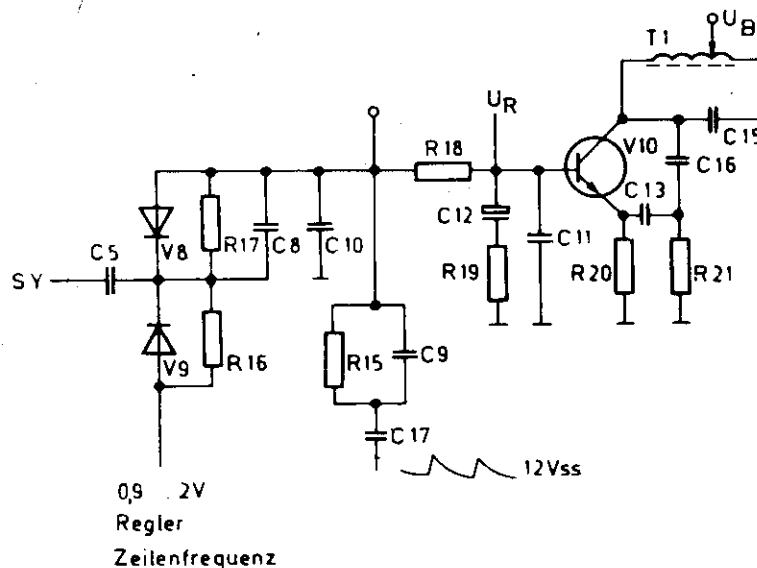 T1
U_B
U_R
R18
V10
C15
C16
C13
C12
C11
R19
R20
R21
V8
R17
C8
C10
C5
SY
V9
R16
R15
C9
C17
12Vss
0,9 . 2V
Regler
Zeilenfrequenz